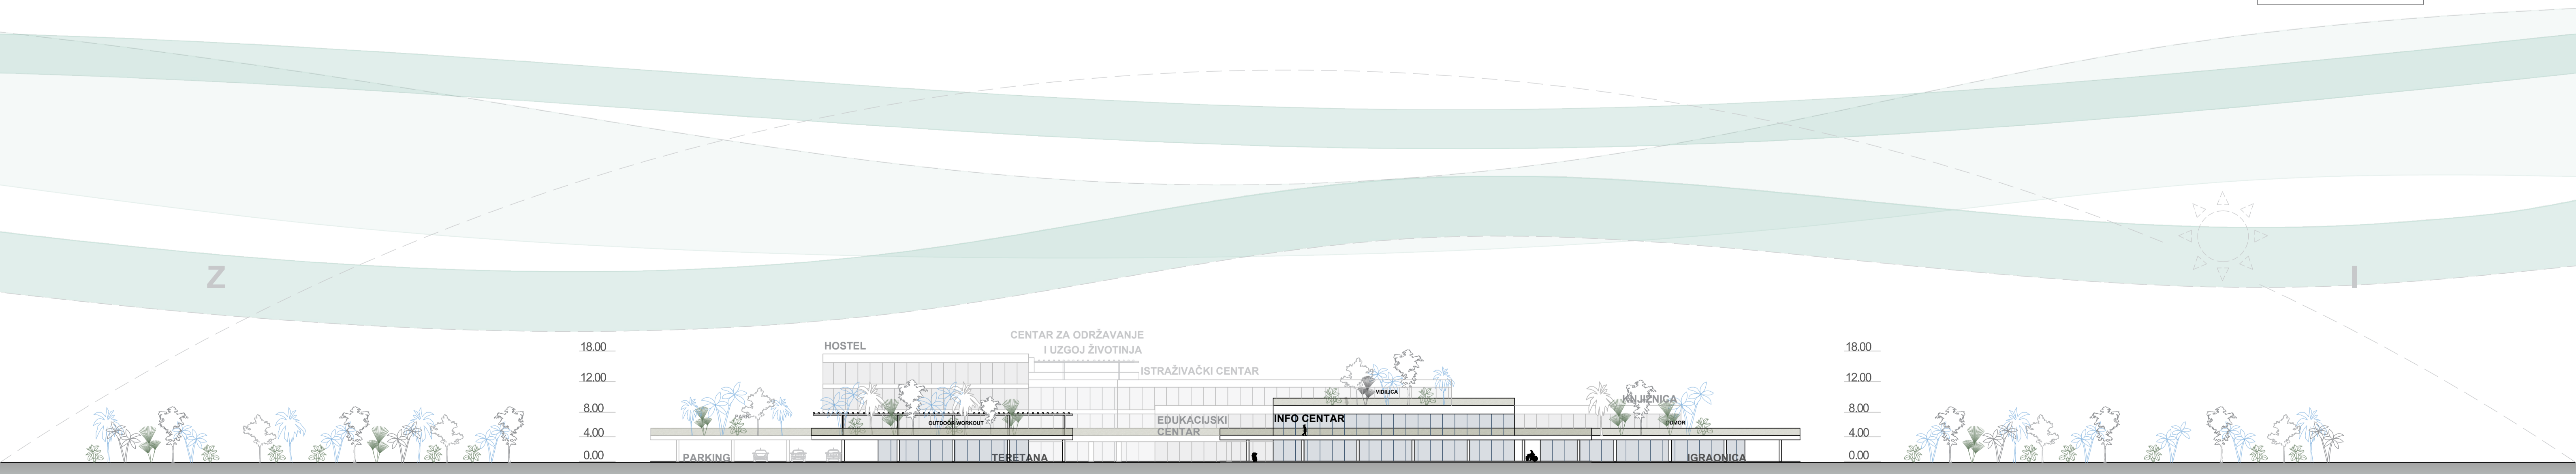 Z
I
CENTAR ZA ODRŽAVANJE
I UZGOJ ŽIVOTINJA
HOSTEL
ISTRAŽIVAČKI CENTAR
18.00
12.00
8.00
4.00
0.00
18.00
12.00
8.00
4.00
0.00
VIDILICA
KNJIŽNICA
EDUKACIJSKI
CENTAR
INFO CENTAR
OUTDOOR WORKOUT
PARKING
TERETANA
IGRAONICA